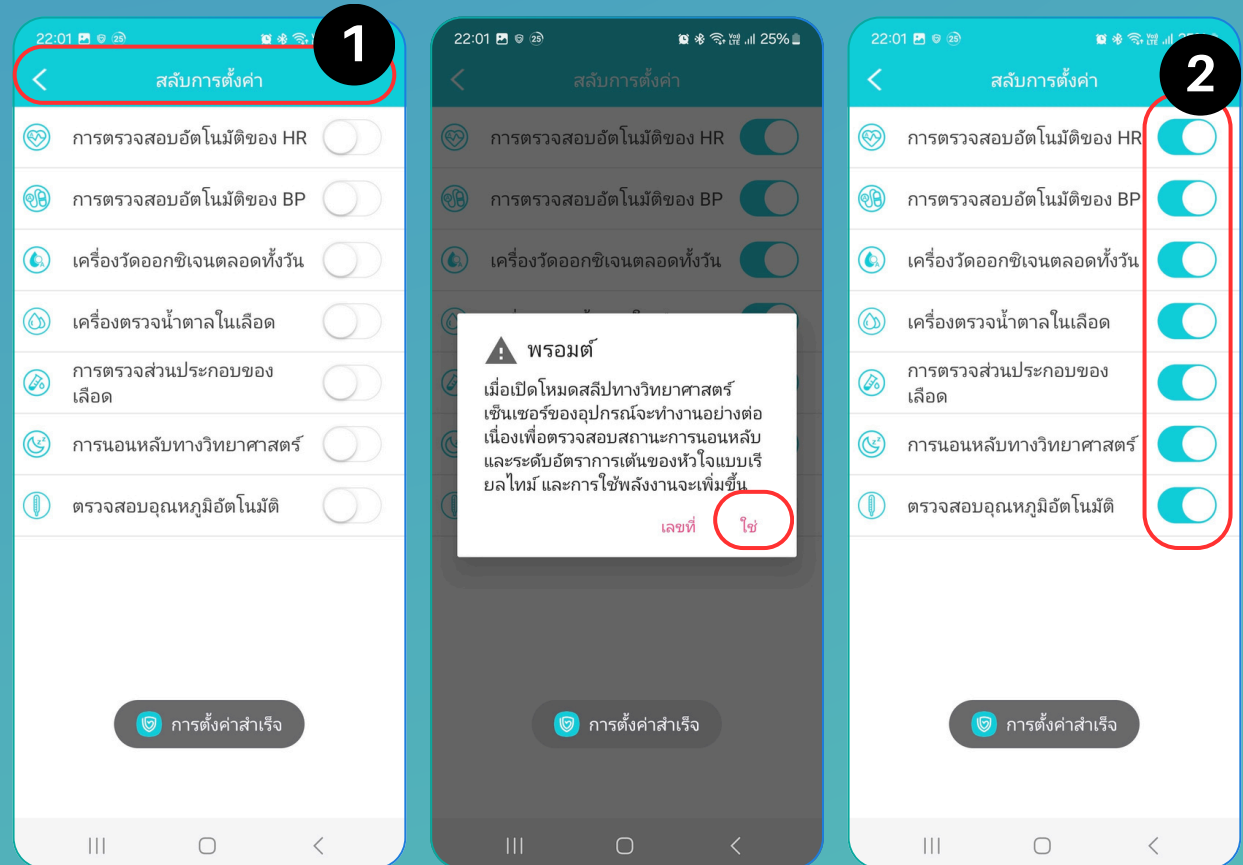 22:01 25
1
สลับการตั้งค่า
การตรวจสอบอัตโนมัติของ HR
การตรวจสอบอัตโนมัติของ BP
เครื่องวัดออกซิเจนตลอดทั้งวัน
เครื่องตรวจน้ำตาลในเลือด
การตรวจส่วนประกอบของ
เลือด
การนอนหลับทางวิทยาศาสตร์
ตรวจสอบอุณหภูมิอัตโนมัติ
การตั้งค่าสำเร็จ
22:01 25 Vo) LTE 25%
สลับการตั้งค่า
การตรวจสอบอัตโนมัติของ HR
การตรวจสอบอัตโนมัติของ BP
เครื่องวัดออกซิเจนตลอดทั้งวัน
พรอมต์
เมื่อเปิดโหมดสลีปทางวิทยาศาสตร์
เซ็นเซอร์ของอุปกรณ์จะทำงานอย่างต่อ
เนื่องเพื่อตรวจสอบสถานะการนอนหลับ
และระดับอัตราการเต้นของหัวใจแบบเรี
ยลไทม์ และการใช้พลังงานจะเพิ่มขึ้น
เลขที่ ใช่
การตั้งค่าสำเร็จ
22:01 25 Vo) LTE
2
สลับการตั้งค่า
การตรวจสอบอัตโนมัติของ HR
การตรวจสอบอัตโนมัติของ BP
เครื่องวัดออกซิเจนตลอดทั้งวัน
เครื่องตรวจน้ำตาลในเลือด
การตรวจส่วนประกอบของ
เลือด
การนอนหลับทางวิทยาศาสตร์
ตรวจสอบอุณหภูมิอัตโนมัติ
การตั้งค่าสำเร็จ